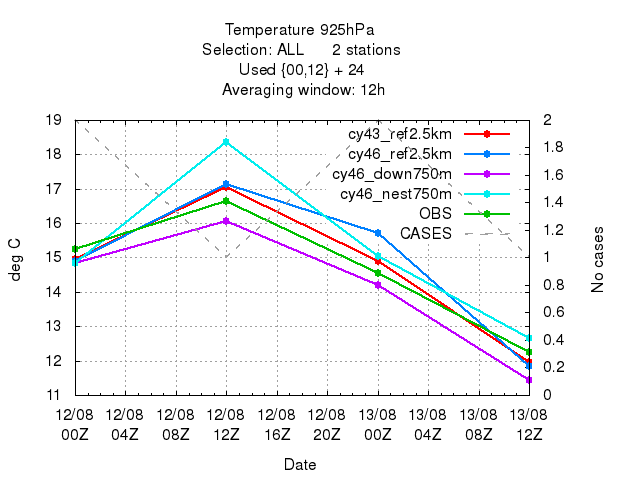 Temperature 925hPa
Selection: ALL 2 stations
Used {00,12} + 24
Averaging window: 12h
19
18
17
16
15
14
13
12
11
2
1.8
1.6
1.4
1.2
1
0.8
0.6
0.4
0.2
0
cy43_ref2.5km
cy46_ref2.5km
cy46_down750m
cy46_nest750m
OBS
CASES
deg C
No cases
12/08 12/08 12/08 12/08 12/08 12/08 13/08 13/08 13/08 13/08
00Z 04Z 08Z 12Z 16Z 20Z 00Z 04Z 08Z 12Z
Date